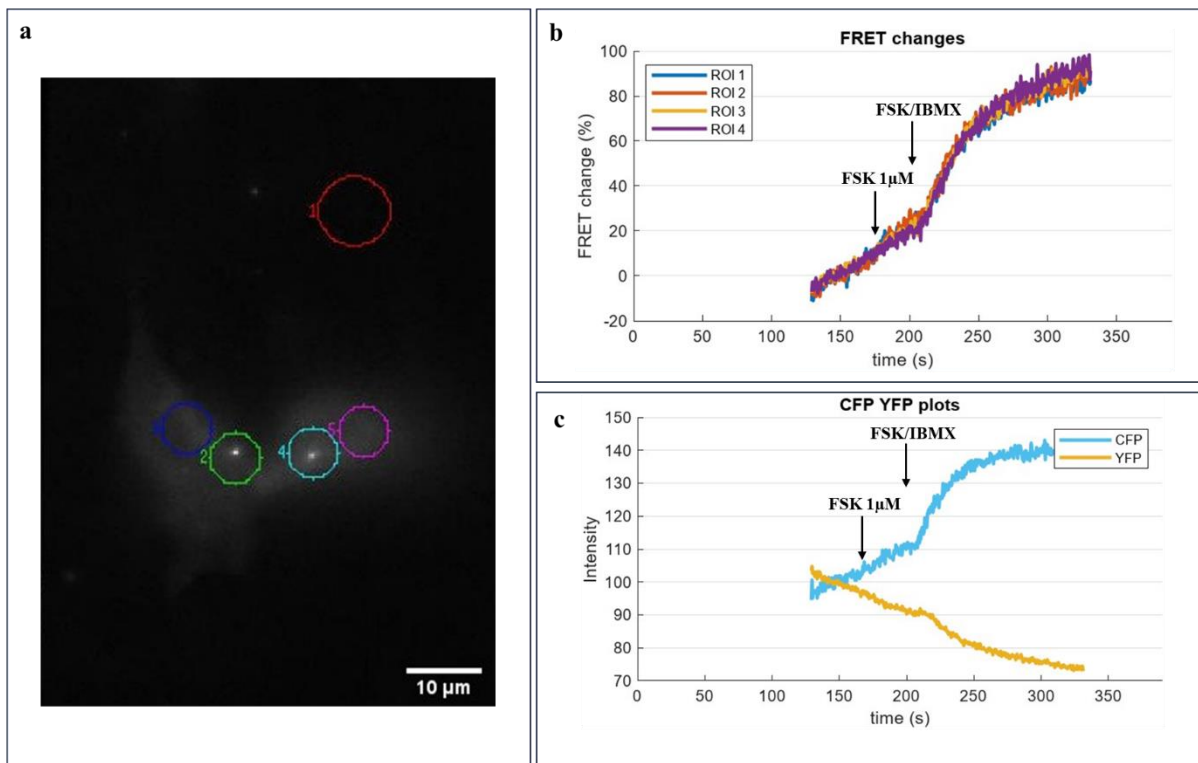 a
1
2
4
5
10 µm
b
FRET changes
FRET change (%)
100
80
60
40
20
0
-20
ROI 1
ROI 2
ROI 3
ROI 4
FSK/IBMX
FSK 1µM
0 50 100 150 200 250 300 350
time (s)
c
CFP YFP plots
Intensity
150
140
130
120
110
100
90
80
70
FSK/IBMX
CFP
YFP
FSK 1µM
0 50 100 150 200 250 300 350
time (s)